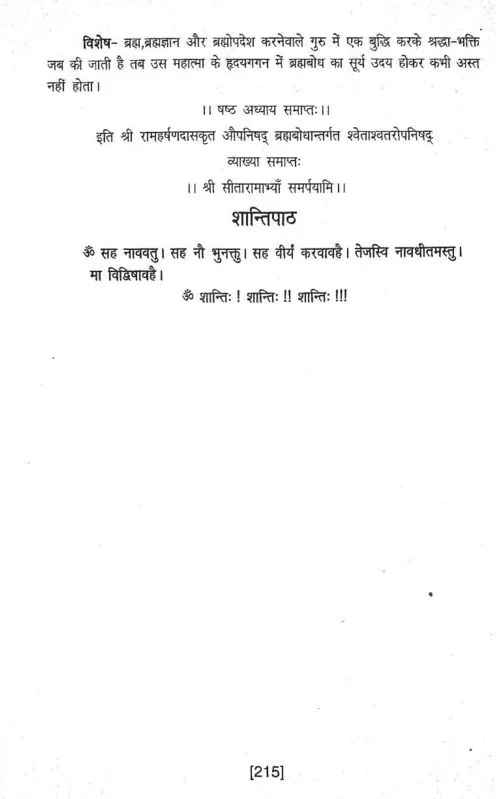 विशेष- ब्रह्म,ब्रह्मज्ञान और ब्रह्मोपदेश करनेवाले गुरु में एक बुद्धि करके श्रद्धा-भक्ति
जब की जाती है तब उस महात्मा के हृदयगगन में ब्रह्मबोध का सूर्य उदय होकर कभी अस्त
नहीं होता।
।। षष्ठ अध्याय समाप्तः।।
इति श्री रामहर्षणदासकृत औपनिषद् ब्रह्मबोधान्तर्गत श्वेताश्वतरोपनिषद्
व्याख्या समाप्तः
।। श्री सीतारामाभ्याँ समर्पयामि।।
शान्तिपाठ
ॐ सह नाववतु। सह नौ भुनक्तु। सह वीर्यं करवावहै। तेजस्वि नावधीतमस्तु।
मा विद्विषावहै।
ॐ शान्तिः ! शान्तिः !! शान्तिः !!!
[215]